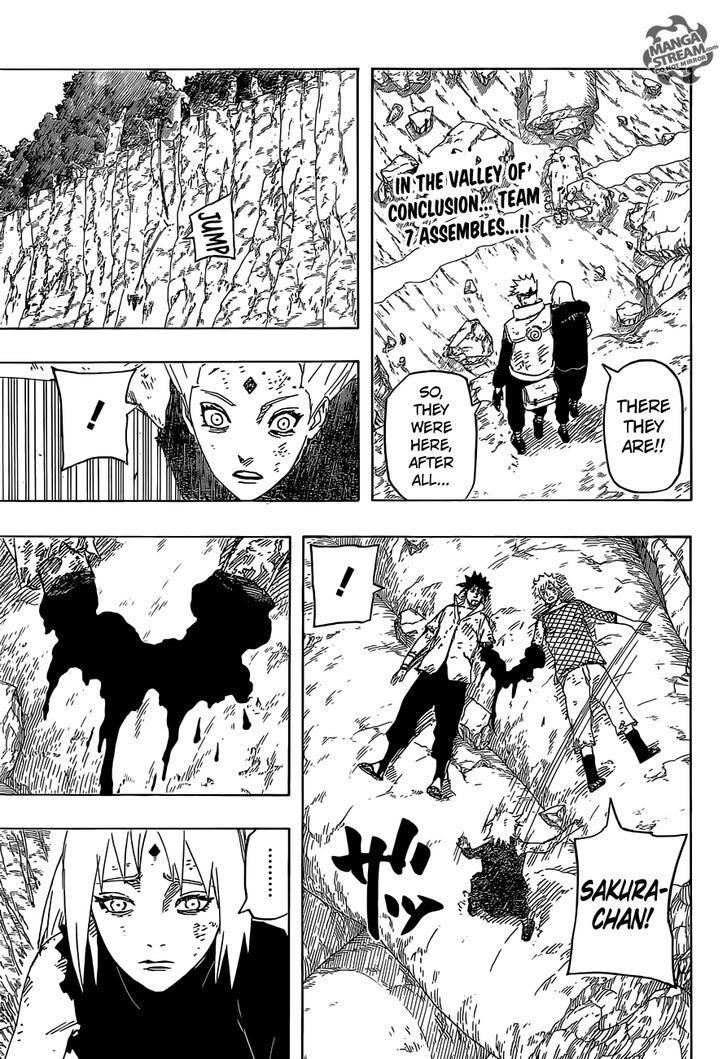 MANGA
STREAM.com
DO NOT MIRROR
IN THE VALLEY OF
CONCLUSION... TEAM
7 ASSEMBLES...!!
THERE
THEY
ARE!!
SO,
THEY
WERE
HERE,
AFTER
ALL...
JUMP
!
!
SAKURA-
CHAN!
ザッ
.........